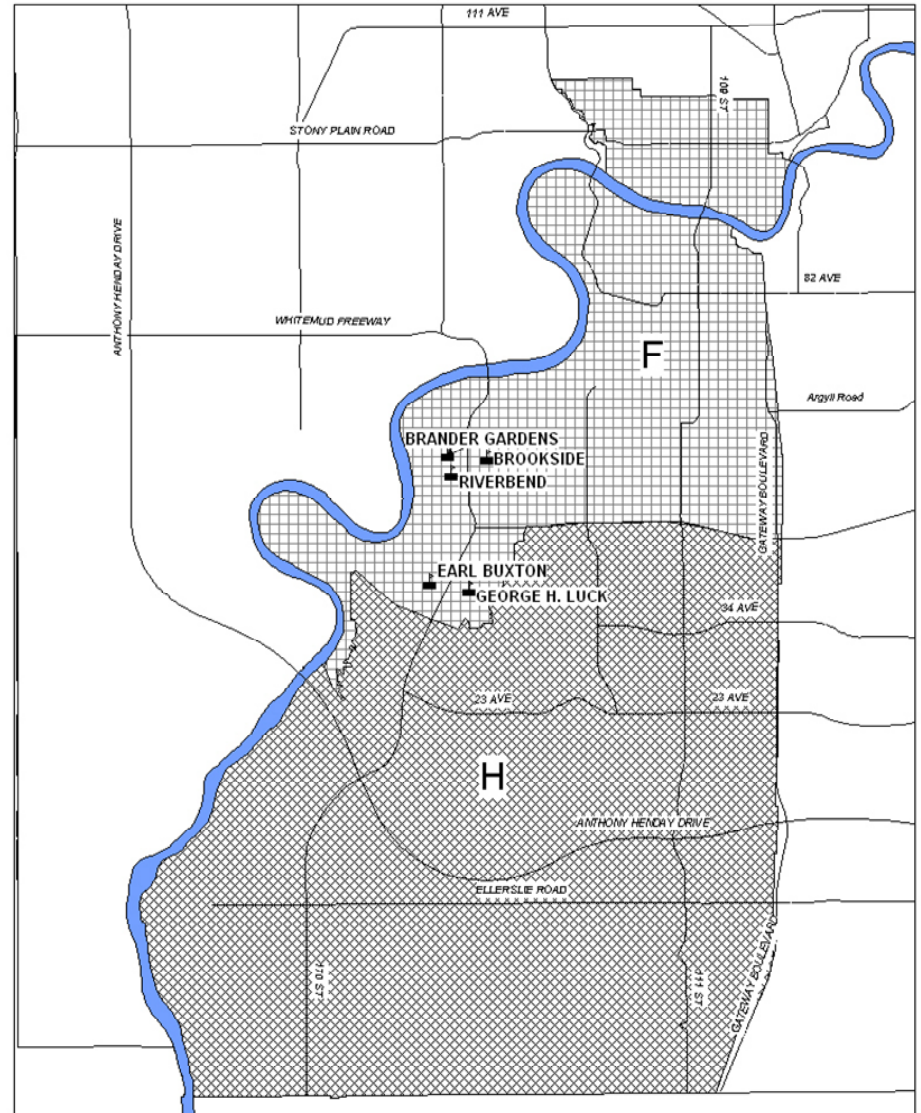 111 AVE
109 ST
STONY PLAIN ROAD
ANTHONY HENDAY DRIVE
82 AVE
WHITEMUD FREEWAY
F
Argyll Road
BRANDER GARDENS
BROOKSIDE
RIVERBEND
GATEWAY BOULEVARD
EARL BUXTON
GEORGE H. LUCK
34 AVE
23 AVE
23 AVE
H
ANTHONY HENDAY DRIVE
ELLERSLIE ROAD
170 ST
111 ST
GATEWAY BOULEVARD